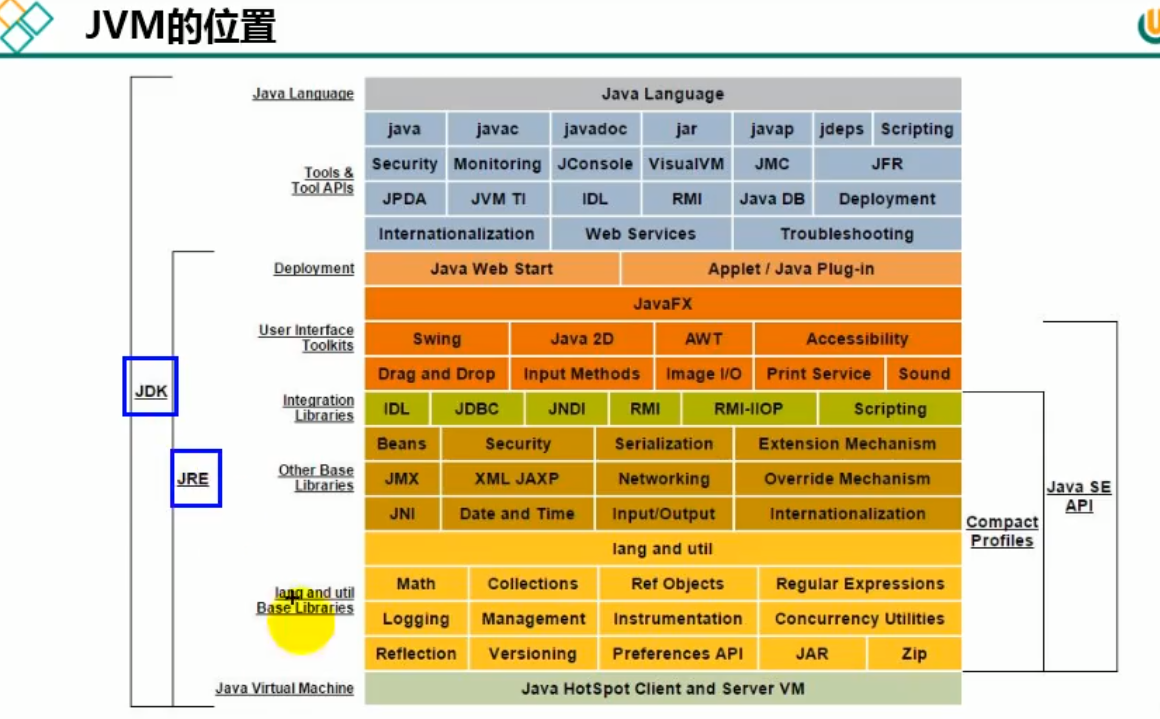 JVM的位置
Java Language
Java Language
java javac javadoc jar javap jdeps Scripting
Tools &
Tool APIs
Security Monitoring JConsole VisualVM JMC JFR
JPDA JVM TI IDL RMI Java DB Deployment
Internationalization Web Services Troubleshooting
Deployment
Java Web Start Applet / Java Plug-in
JavaFX
User Interface
Toolkits
Swing Java 2D AWT Accessibility
Drag and Drop Input Methods Image I/O Print Service Sound
JDK
Integration
Libraries
IDL JDBC JNDI RMI RMI-IIOP Scripting
Beans Security Serialization Extension Mechanism
JRE
Other Base
Libraries
JMX XML JAXP Networking Override Mechanism
Java SE
API
JNI Date and Time Input/Output Internationalization
Compact
Profiles
lang and util
lang and util
Base Libraries
Math Collections Ref Objects Regular Expressions
Logging Management Instrumentation Concurrency Utilities
Reflection Versioning Preferences API JAR Zip
Java Virtual Machine
Java HotSpot Client and Server VM